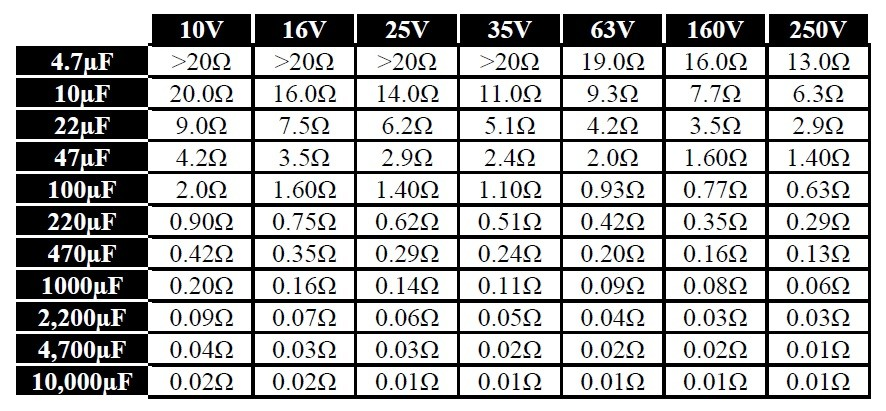 10V 16V 25V 35V 63V 160V 250V
4.7µF >20Ω >20Ω >20Ω >20Ω 19.0Ω 16.0Ω 13.0Ω
10µF 20.0Ω 16.0Ω 14.0Ω 11.0Ω 9.3Ω 7.7Ω 6.3Ω
22µF 9.0Ω 7.5Ω 6.2Ω 5.1Ω 4.2Ω 3.5Ω 2.9Ω
47µF 4.2Ω 3.5Ω 2.9Ω 2.4Ω 2.0Ω 1.60Ω 1.40Ω
100µF 2.0Ω 1.60Ω 1.40Ω 1.10Ω 0.93Ω 0.77Ω 0.63Ω
220µF 0.90Ω 0.75Ω 0.62Ω 0.51Ω 0.42Ω 0.35Ω 0.29Ω
470µF 0.42Ω 0.35Ω 0.29Ω 0.24Ω 0.20Ω 0.16Ω 0.13Ω
1000µF 0.20Ω 0.16Ω 0.14Ω 0.11Ω 0.09Ω 0.08Ω 0.06Ω
2,200µF 0.09Ω 0.07Ω 0.06Ω 0.05Ω 0.04Ω 0.03Ω 0.03Ω
4,700µF 0.04Ω 0.03Ω 0.03Ω 0.02Ω 0.02Ω 0.02Ω 0.01Ω
10,000µF 0.02Ω 0.02Ω 0.01Ω 0.01Ω 0.01Ω 0.01Ω 0.01Ω